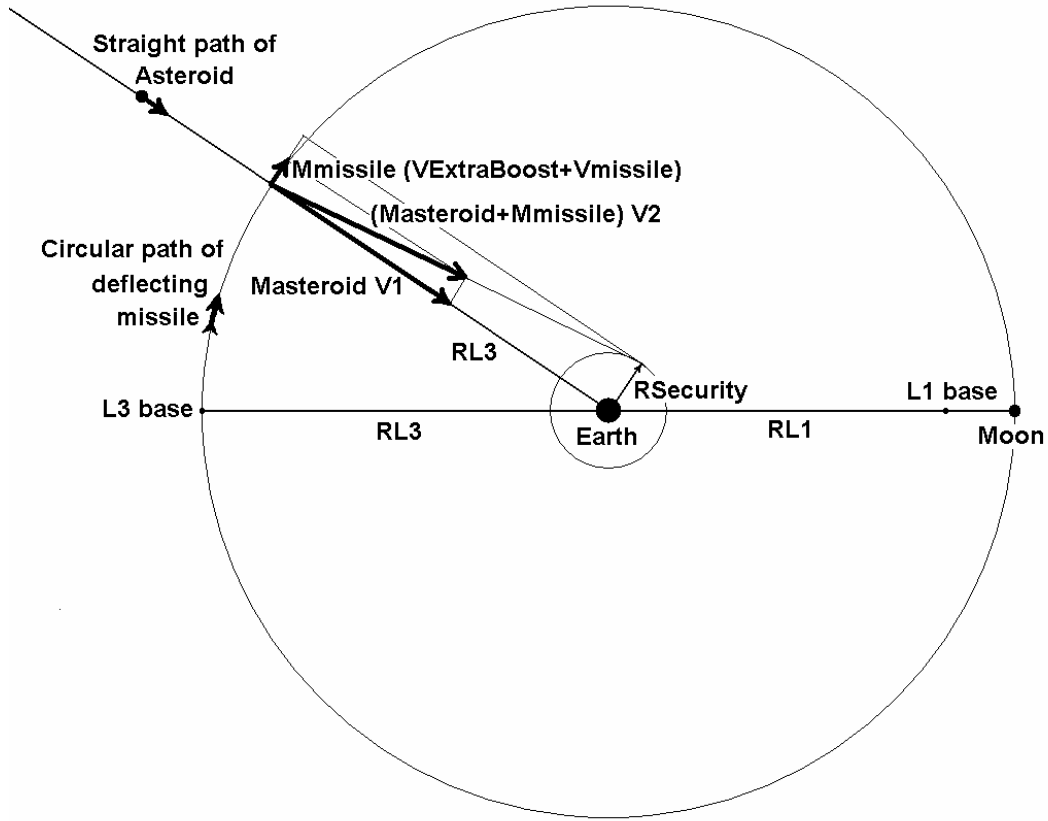 Straight path of
Asteroid
Mmissile (VExtraBoost+Vmissile)
(Masteroid+Mmissile) V2
Circular path of
deflecting
missile
Masteroid V1
RL3
RSecurity
L1 base
L3 base
RL3
Earth
RL1
Moon